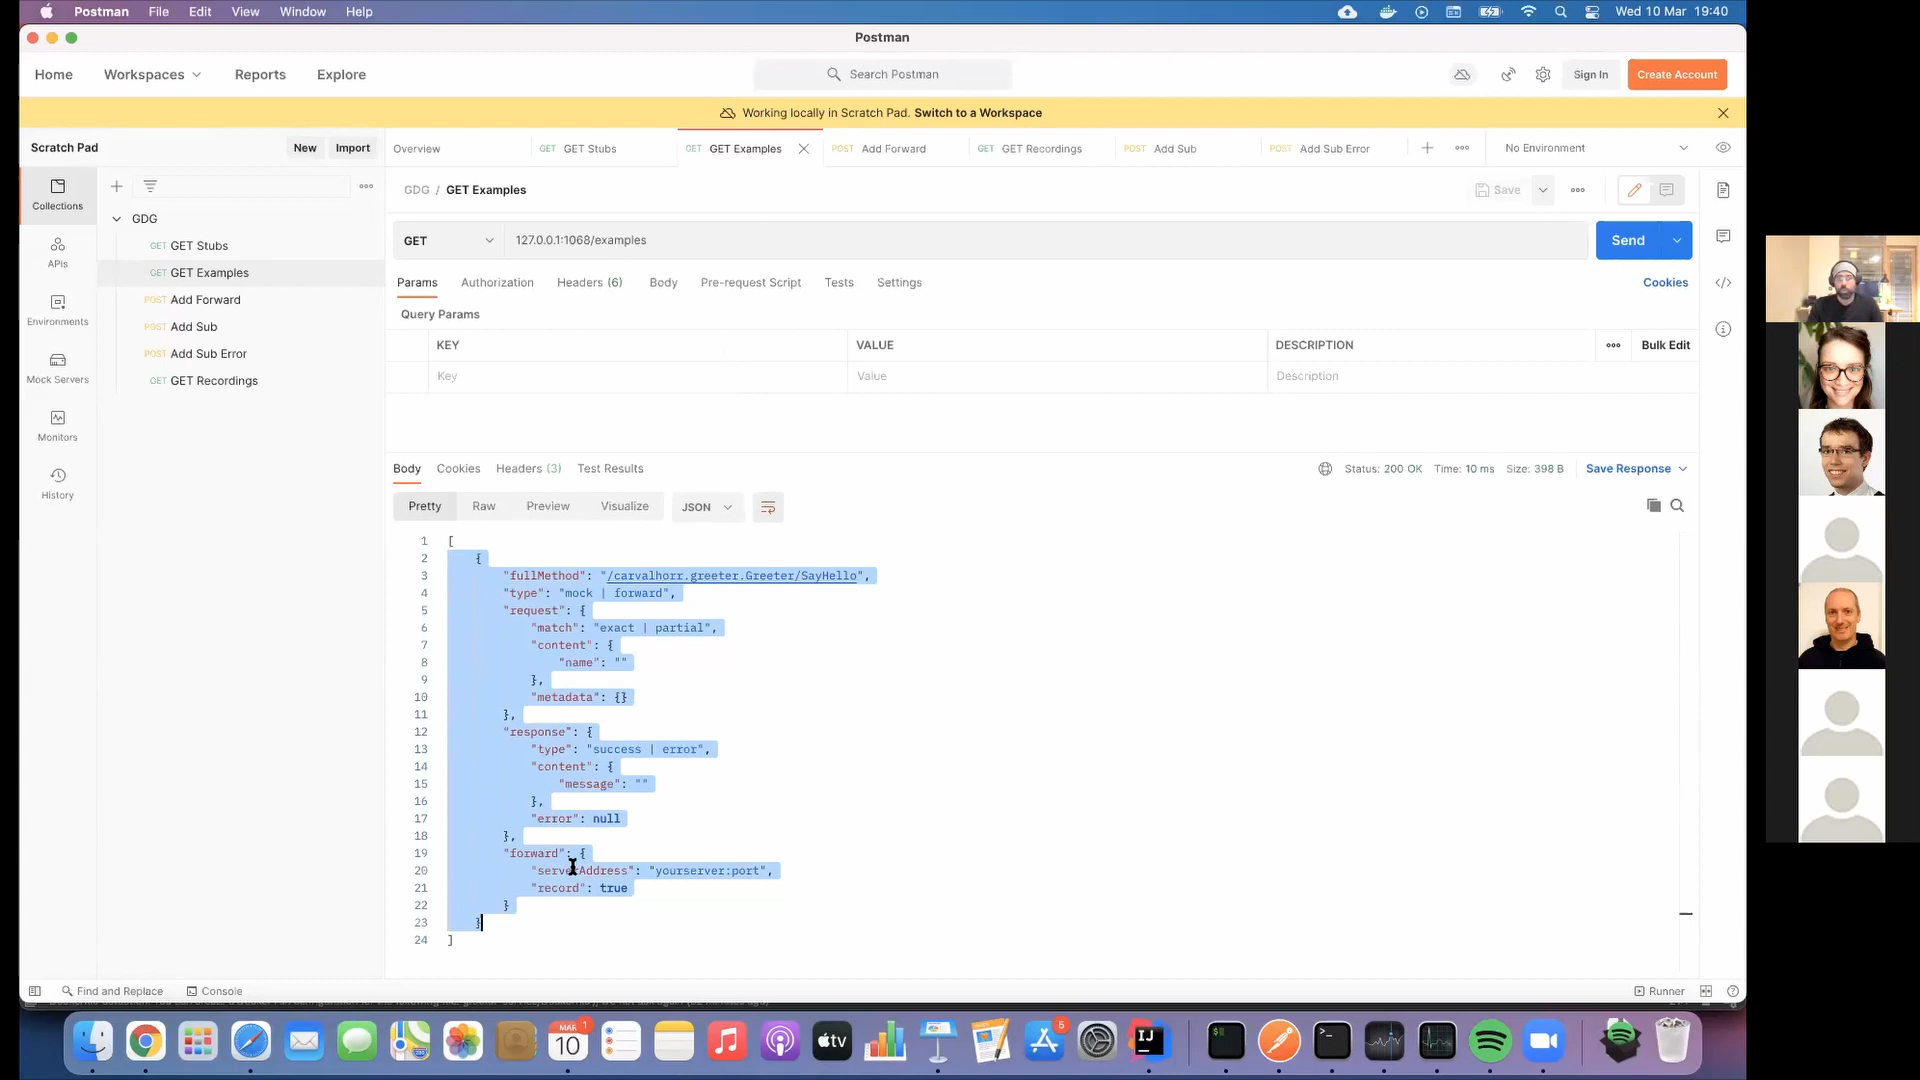 Postman File Edit View Window Help Wed 10 Mar 19:40
Postman
Home Workspaces Reports Explore Search Postman Sign In Create Account
Working locally in Scratch Pad. Switch to a Workspace
Scratch Pad New Import Overview GET GET Stubs GET GET Examples POST Add Forward GET GET Recordings POST Add Sub POST Add Sub Error No Environment
Collections
APIs
Environments
Mock Servers
Monitors
History
GDG
GET GET Stubs
GET GET Examples
POST Add Forward
POST Add Sub
POST Add Sub Error
GET GET Recordings
GDG / GET Examples Save
GET 127.0.0.1:1068/examples Send
Params Authorization Headers (6) Body Pre-request Script Tests Settings Cookies
Query Params
KEY VALUE DESCRIPTION Bulk Edit
Key Value Description
Body Cookies Headers (3) Test Results Status: 200 OK Time: 10 ms Size: 398 B Save Response
Pretty Raw Preview Visualize JSON
1 [
2 {
3 "fullMethod": "/carvalhorr.greeter.Greeter/SayHello",
4 "type": "mock | forward",
5 "request": {
6 "match": "exact | partial",
7 "content": {
8 "name": ""
9 },
10 "metadata": {}
11 },
12 "response": {
13 "type": "success | error",
14 "content": {
15 "message": ""
16 },
17 "error": null
18 },
19 "forward": {
20 "serverAddress": "yourserver:port",
21 "record": true
22 }
23 }
24 ]
Find and Replace Console Runner
MAR 1
10
tv
5
IJ